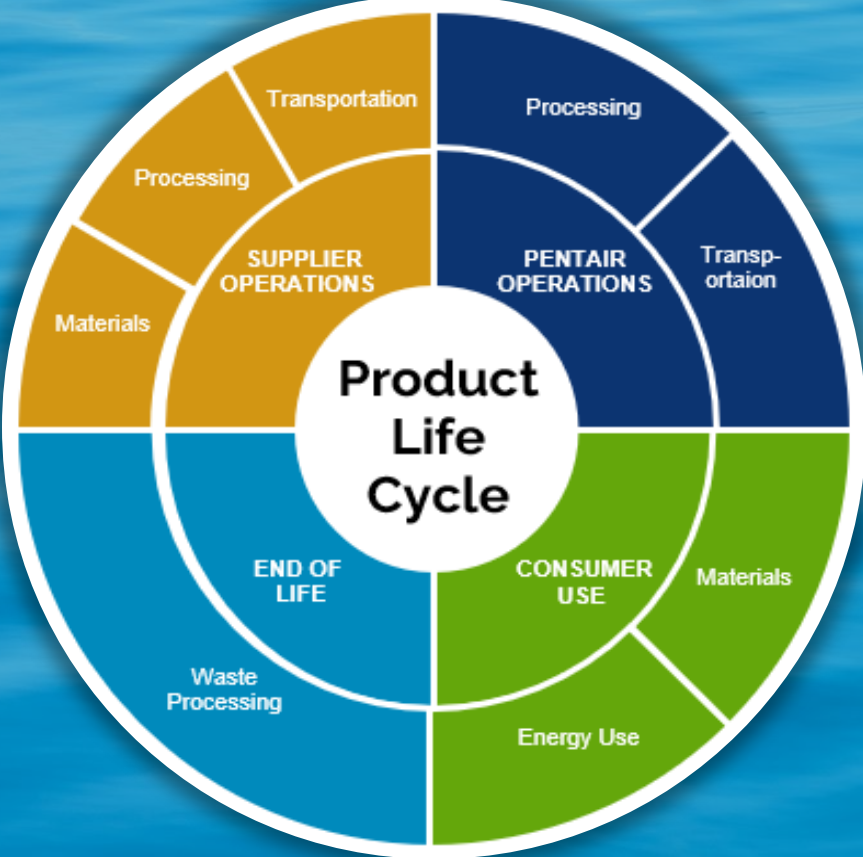 Product
Life
Cycle
SUPPLIER
OPERATIONS
Materials
Processing
Transportation
PENTAIR
OPERATIONS
Processing
Transp-
ortaion
CONSUMER
USE
Materials
Energy Use
END OF
LIFE
Waste
Processing